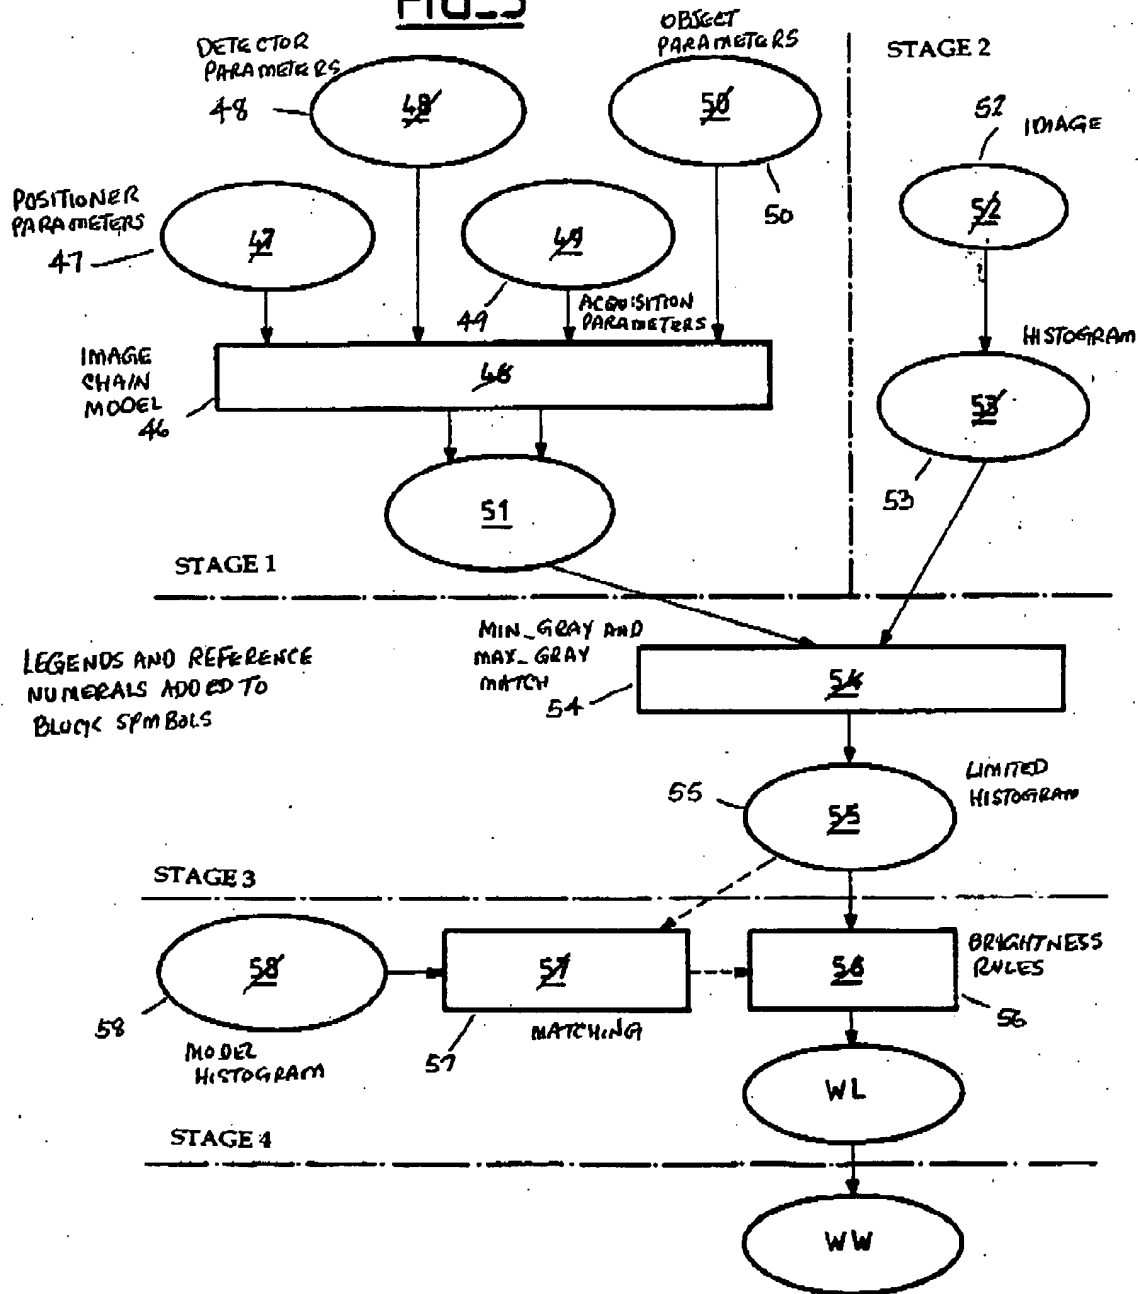 DETECTOR
PARAMETERS
48
48
OBJECT
PARAMETERS
50
50
STAGE 2
52
IMAGE
52
POSITIONER
PARAMETERS
47
47
49
49
ACQUISITION
PARAMETERS
HISTOGRAM
53
53
IMAGE
CHAIN
MODEL
46
46
51
STAGE 1
MIN_GRAY AND
MAX_GRAY
MATCH
54
54
LEGENDS AND REFERENCE
NUMERALS ADDED TO
BLOCK SYMBOLS
55
55
LIMITED
HISTOGRAM
STAGE 3
58
58
MODEL
HISTOGRAM
57
57
MATCHING
56
BRIGHTNESS
RULES
56
WL
STAGE 4
WW